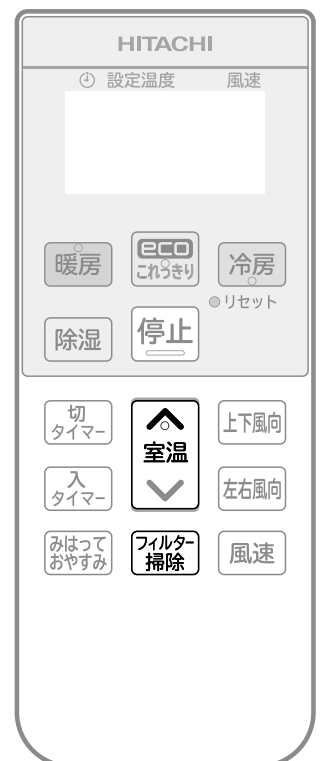 HITACHI
設定温度 風速
暖房
eco
これっきり
冷房
リセット
除湿
停止
切
タイマー
室温
上下風向
入
タイマー
左右風向
みはって
おやすみ
フィルター
掃除
風速